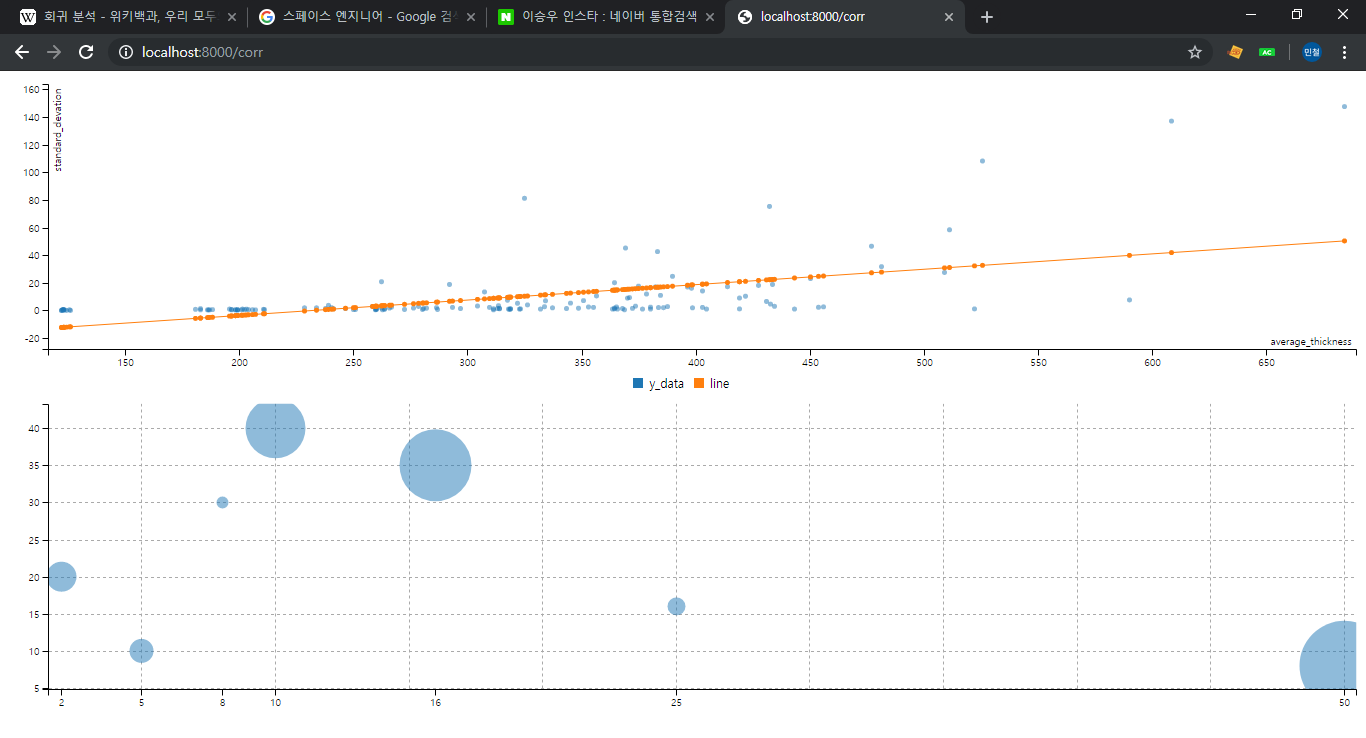 회귀 분석 - 위키백과, 우리 모두
스페이스 엔지니어 - Google 검색
이승우 인스타 : 네이버 통합검색
localhost:8000/corr
localhost:8000/corr
AC
민철
standard_devation
160
140
120
100
80
60
40
20
0
-20
average_thickness
150 200 250 300 350 400 450 500 550 600 650
y_data line
40
35
30
25
20
15
10
5
2 5 8 10 16 25 50